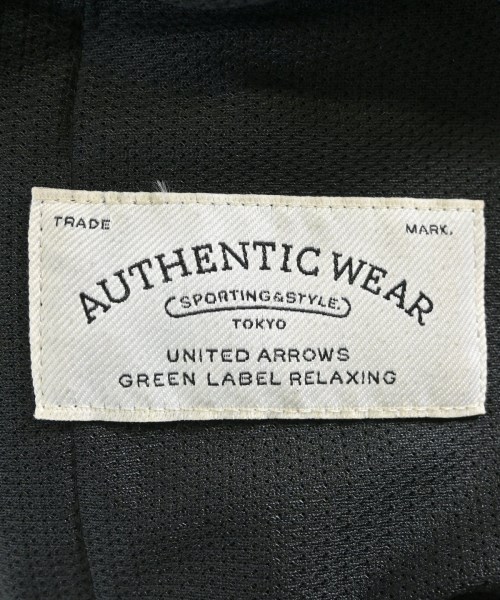 TRADE MARK.
AUTHENTIC WEAR
SPORTING&STYLE.
TOKYO
UNITED ARROWS
GREEN LABEL RELAXING